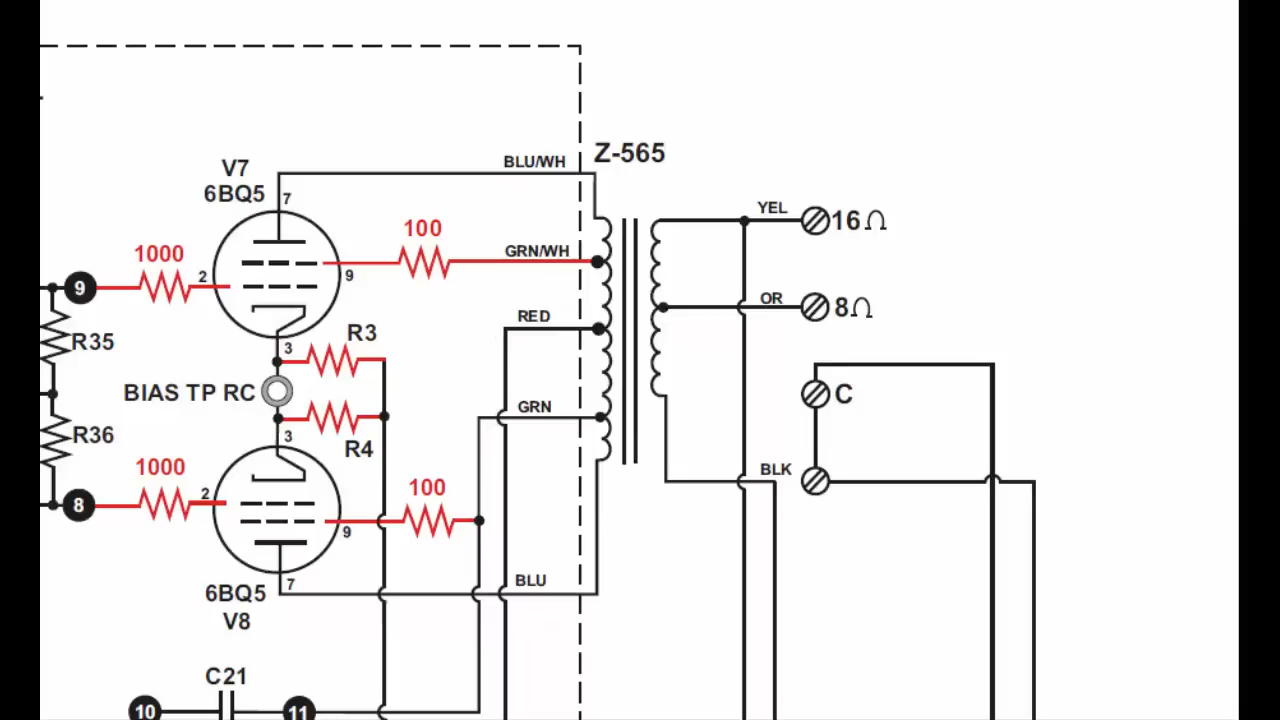 Z-565
BLU/WH
V7
6BQ5
7
YEL
16Ω
100
1000
GRN/WH
9
2
9
OR
8Ω
RED
R3
R35
3
BIAS TP RC
C
GRN
R36
3
R4
1000
BLK
100
2
8
9
BLU
7
6BQ5
V8
C21
10
11